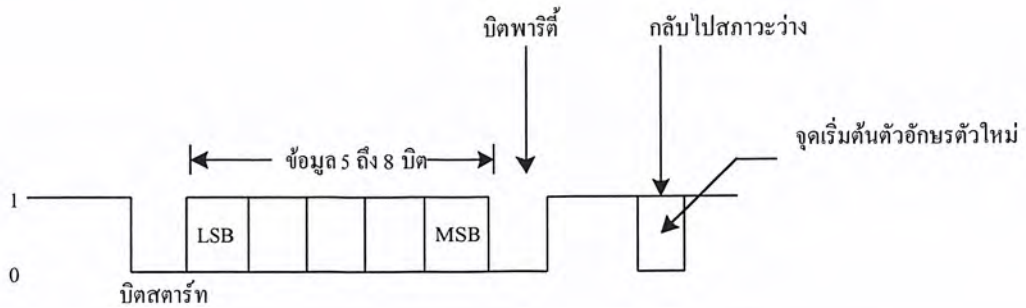 บิตพาริตี้ กลับไปสภาวะว่าง
จุดเริ่มต้นตัวอักษรตัวใหม่
ข้อมูล 5 ถึง 8 บิต
1
LSB MSB
0
บิตสตาร์ท